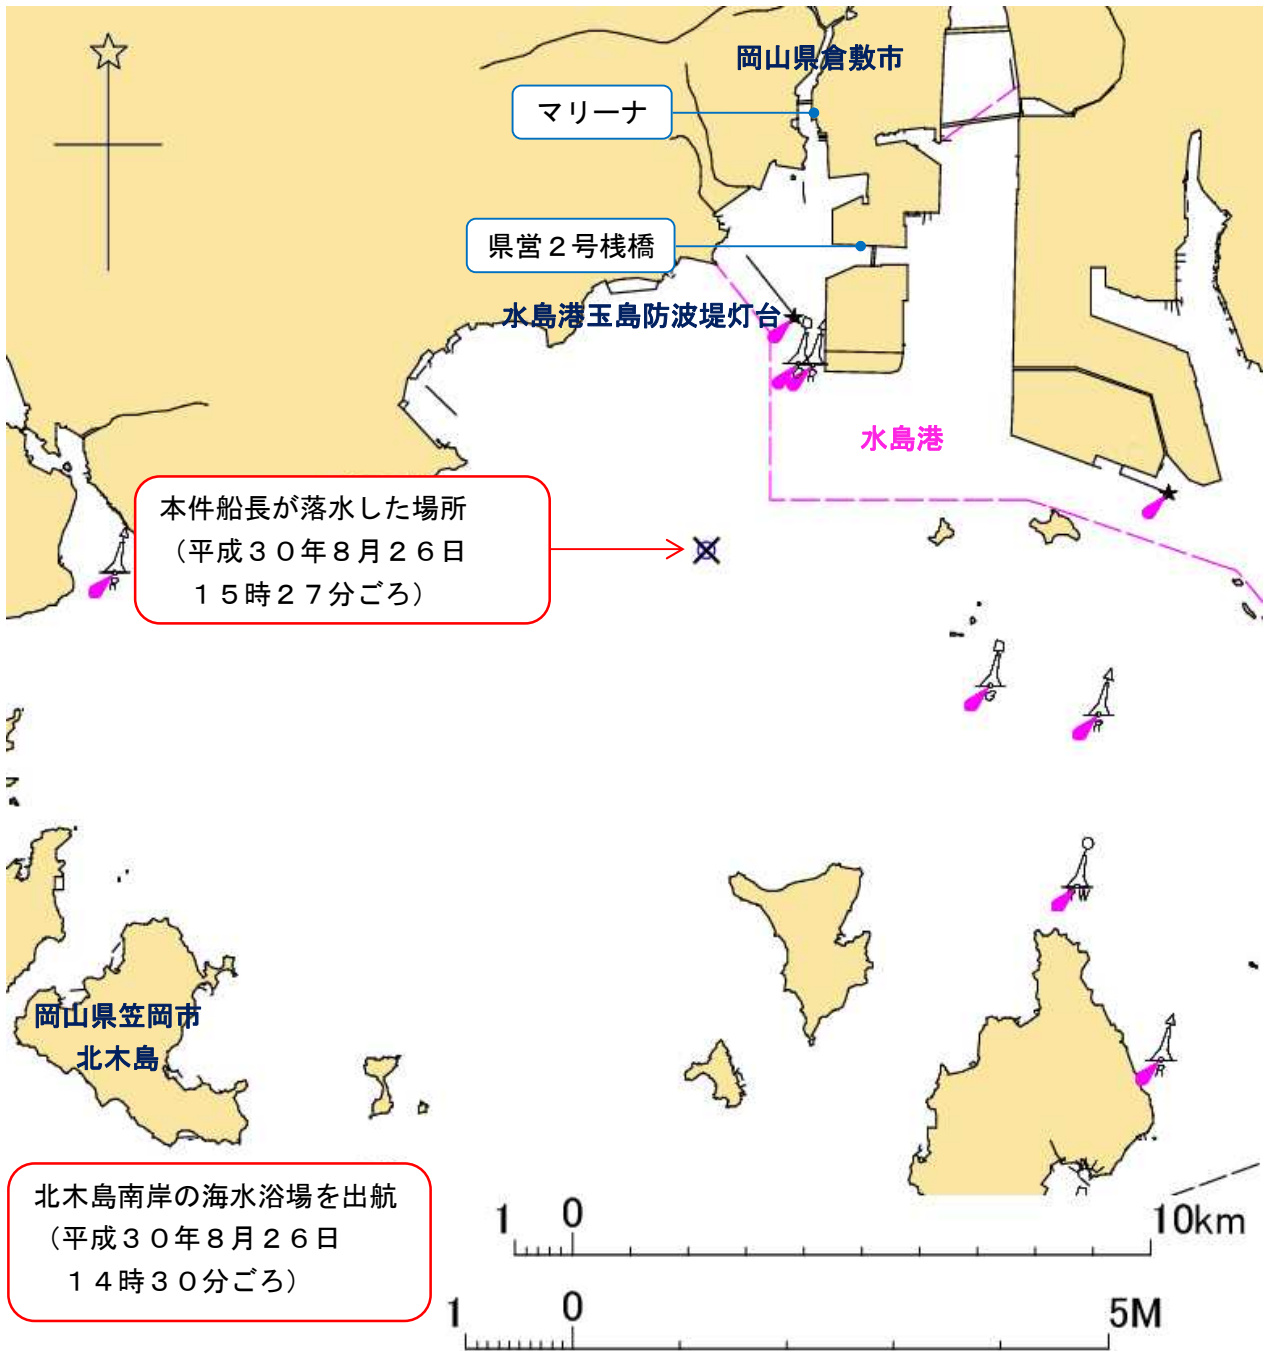 岡山県倉敷市
マリーナ
県営２号桟橋
水島港玉島防波堤灯台
G
R
水島港
本件船長が落水した場所
（平成３０年８月２６日
１５時２７分ごろ）
R
G
R
岡山県笠岡市
北木島
R
北木島南岸の海水浴場を出航
（平成３０年８月２６日
１４時３０分ごろ）
1 0 10km
1 0 5M